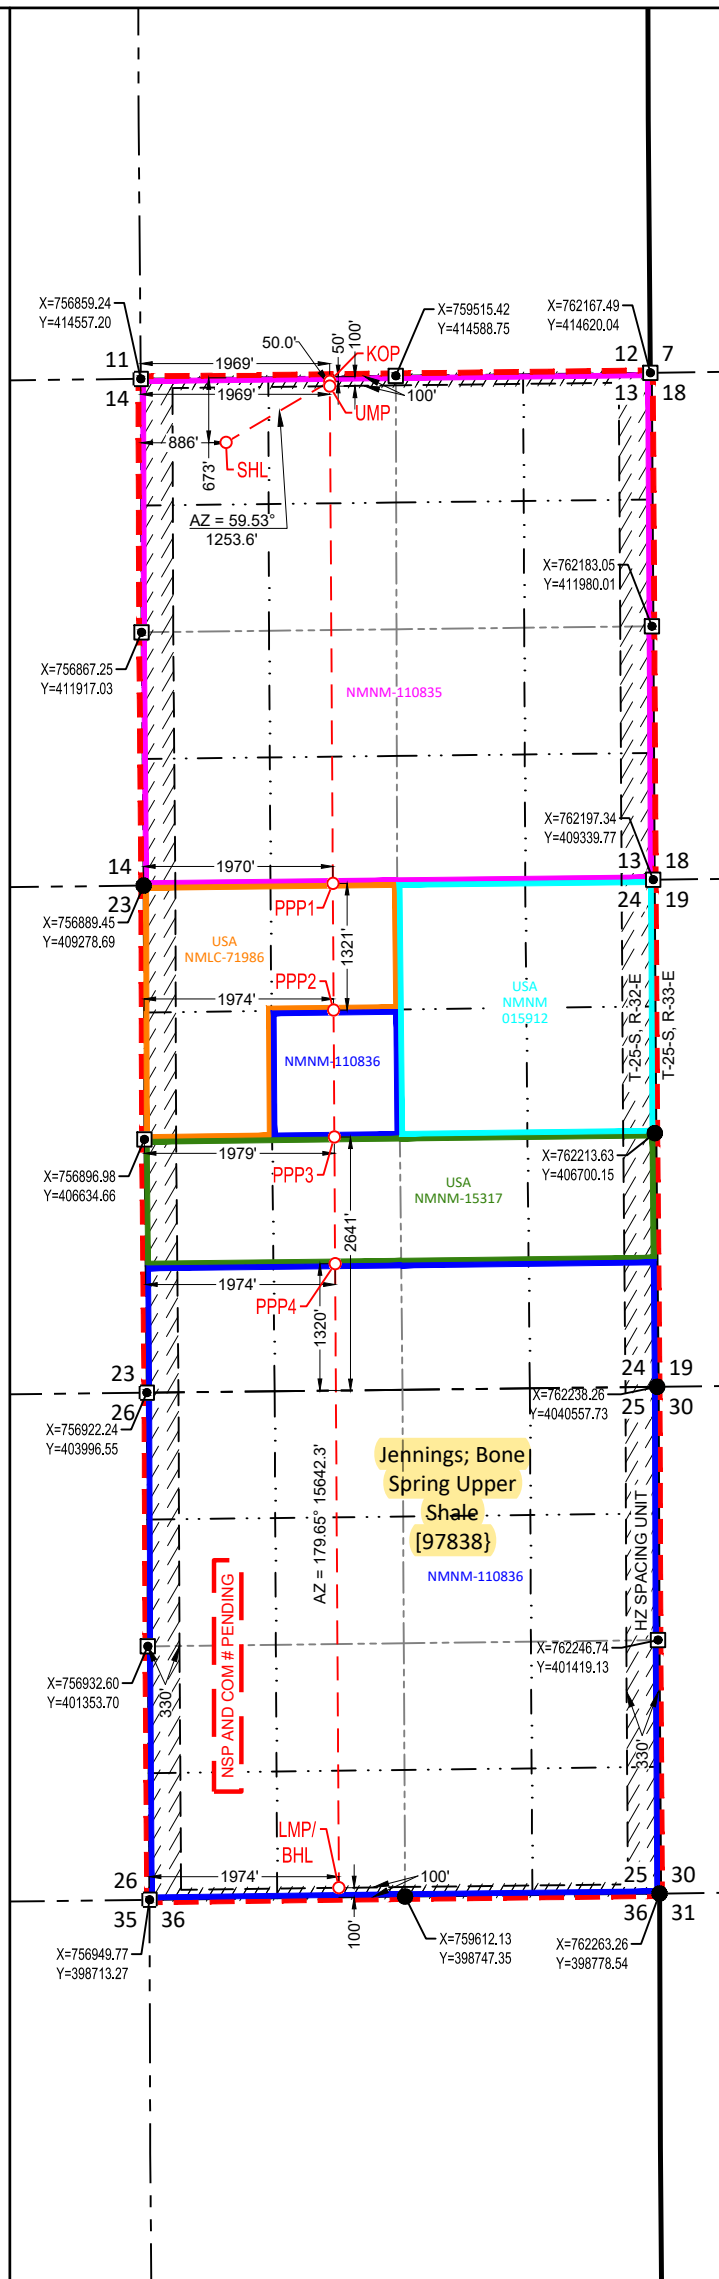 X=756859.24
Y=414557.20
X=759515.42
Y=414588.75
X=762167.49
Y=414620.04
50.0'
50'
100'
KOP
11
1969'
12
7
14
1969'
100'
13
18
UMP
886'
673'
SHL
AZ = 59.53°
1253.6'
X=762183.05
Y=411980.01
X=756867.25
Y=411917.03
NMNM-110835
X=762197.34
Y=409339.77
14
1970'
13
18
23
24
19
X=756889.45
Y=409278.69
PPP1
USA
NMLC-71986
1321'
PPP2
1974'
USA
NMNM
015912
T-25-S, R-32-E
T-25-S, R-33-E
NMNM-110836
1979'
PPP3
X=756896.98
Y=406634.66
X=762213.63
Y=406700.15
USA
NMNM-15317
2641'
1974'
PPP4
1320'
23
24
19
26
25
30
X=756922.24
Y=403996.55
X=762238.26
Y=4040557.73
AZ = 179.65° 15642.3'
Jennings; Bone
Spring Upper
Shale
[97838}
NMNM-110836
HZ SPACING UNIT
NSP AND COM # PENDING
X=756932.60
Y=401353.70
330'
X=762246.74
Y=401419.13
330'
LMP/
BHL
26
1974'
100'
25
30
35
36
100'
36
31
X=756949.77
Y=398713.27
X=759612.13
Y=398747.35
X=762263.26
Y=398778.54